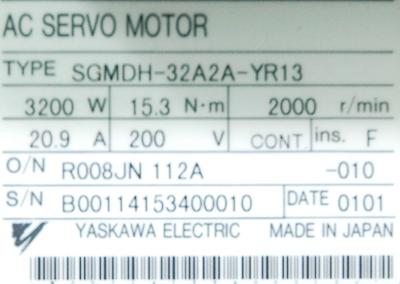 AC SERVO MOTOR
TYPE SGMDH-32A2A-YR13
3200 W 15.3 N·m 2000 r/min
20.9 A 200 V CONT ins. F
O/N R008JN 112A -010
S/N B00114153400010 DATE 0101
YASKAWA ELECTRIC MADE IN JAPAN